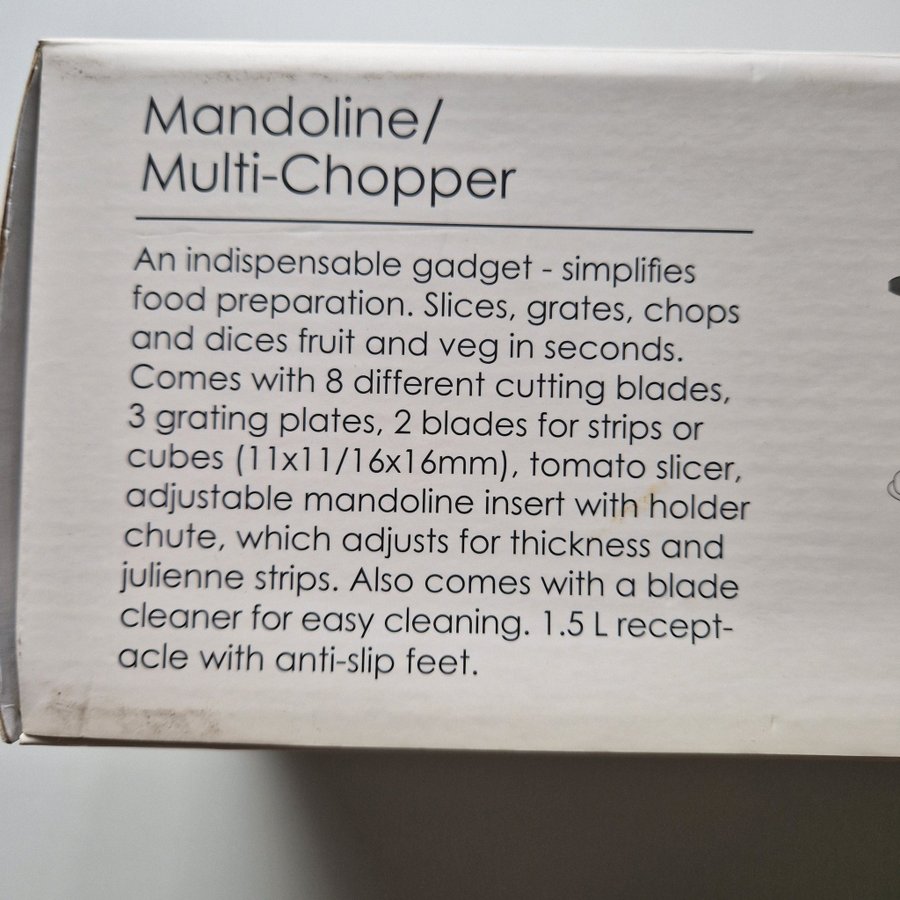 Mandoline/
Multi-Chopper
An indispensable gadget - simplifies
food preparation. Slices, grates, chops
and dices fruit and veg in seconds.
Comes with 8 different cutting blades,
3 grating plates, 2 blades for strips or
cubes (11x11/16x16mm), tomato slicer,
adjustable mandoline insert with holder
chute, which adjusts for thickness and
julienne strips. Also comes with a blade
cleaner for easy cleaning. 1.5 L recept-
acle with anti-slip feet.